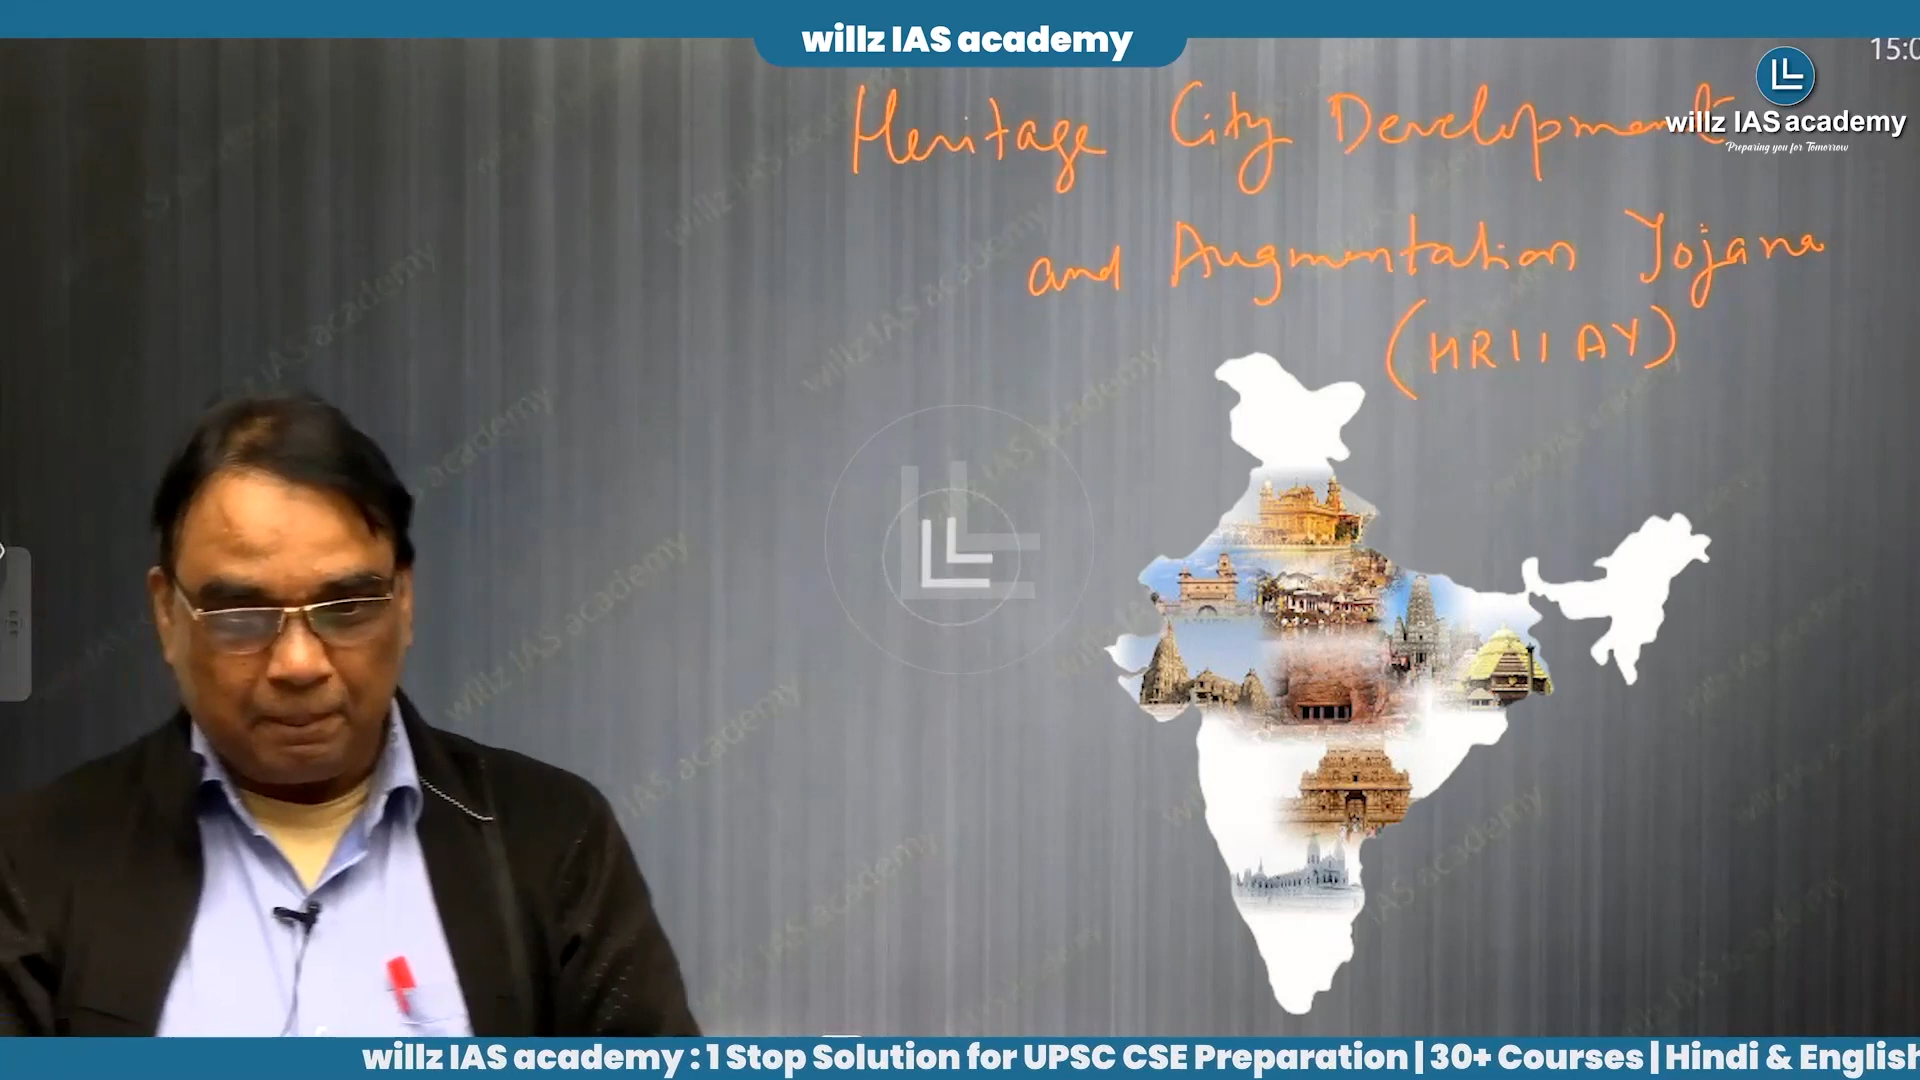 willz IAS academy
15:0
willz IAS academy
Preparing you for Tomorrow
Heritage City Development
and Augmentation Yojana
(HRIIAY)
willz IAS academy : 1 Stop Solution for UPSC CSE Preparation | 30+ Courses | Hindi & English